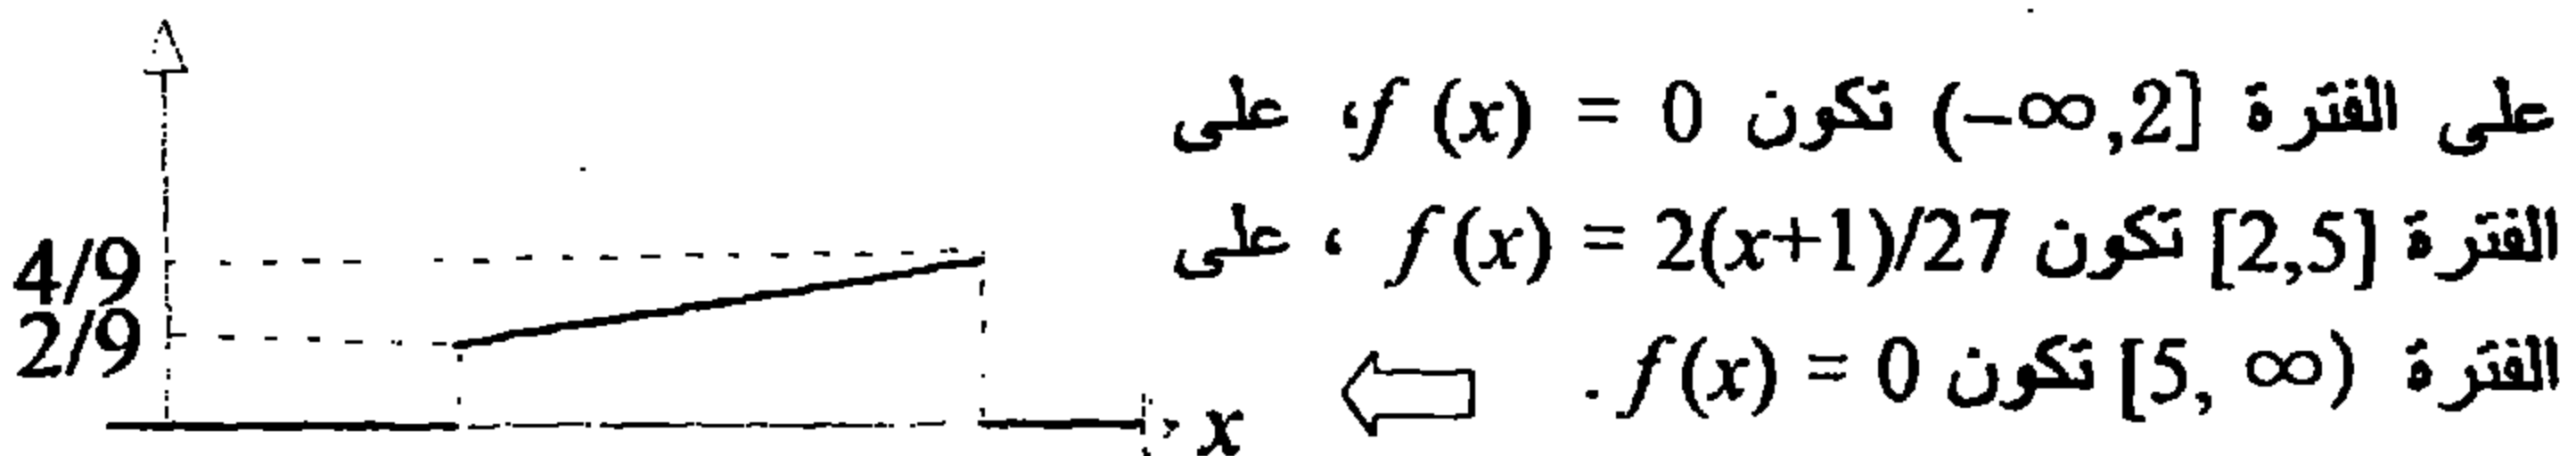 على الفترة (-∞,2] تكون f (x) = 0، على
الفترة [2,5] تكون f (x) = 2(x+1)/27 ، على
الفترة [5, ∞) تكون f (x) = 0 .
4/9
2/9
x